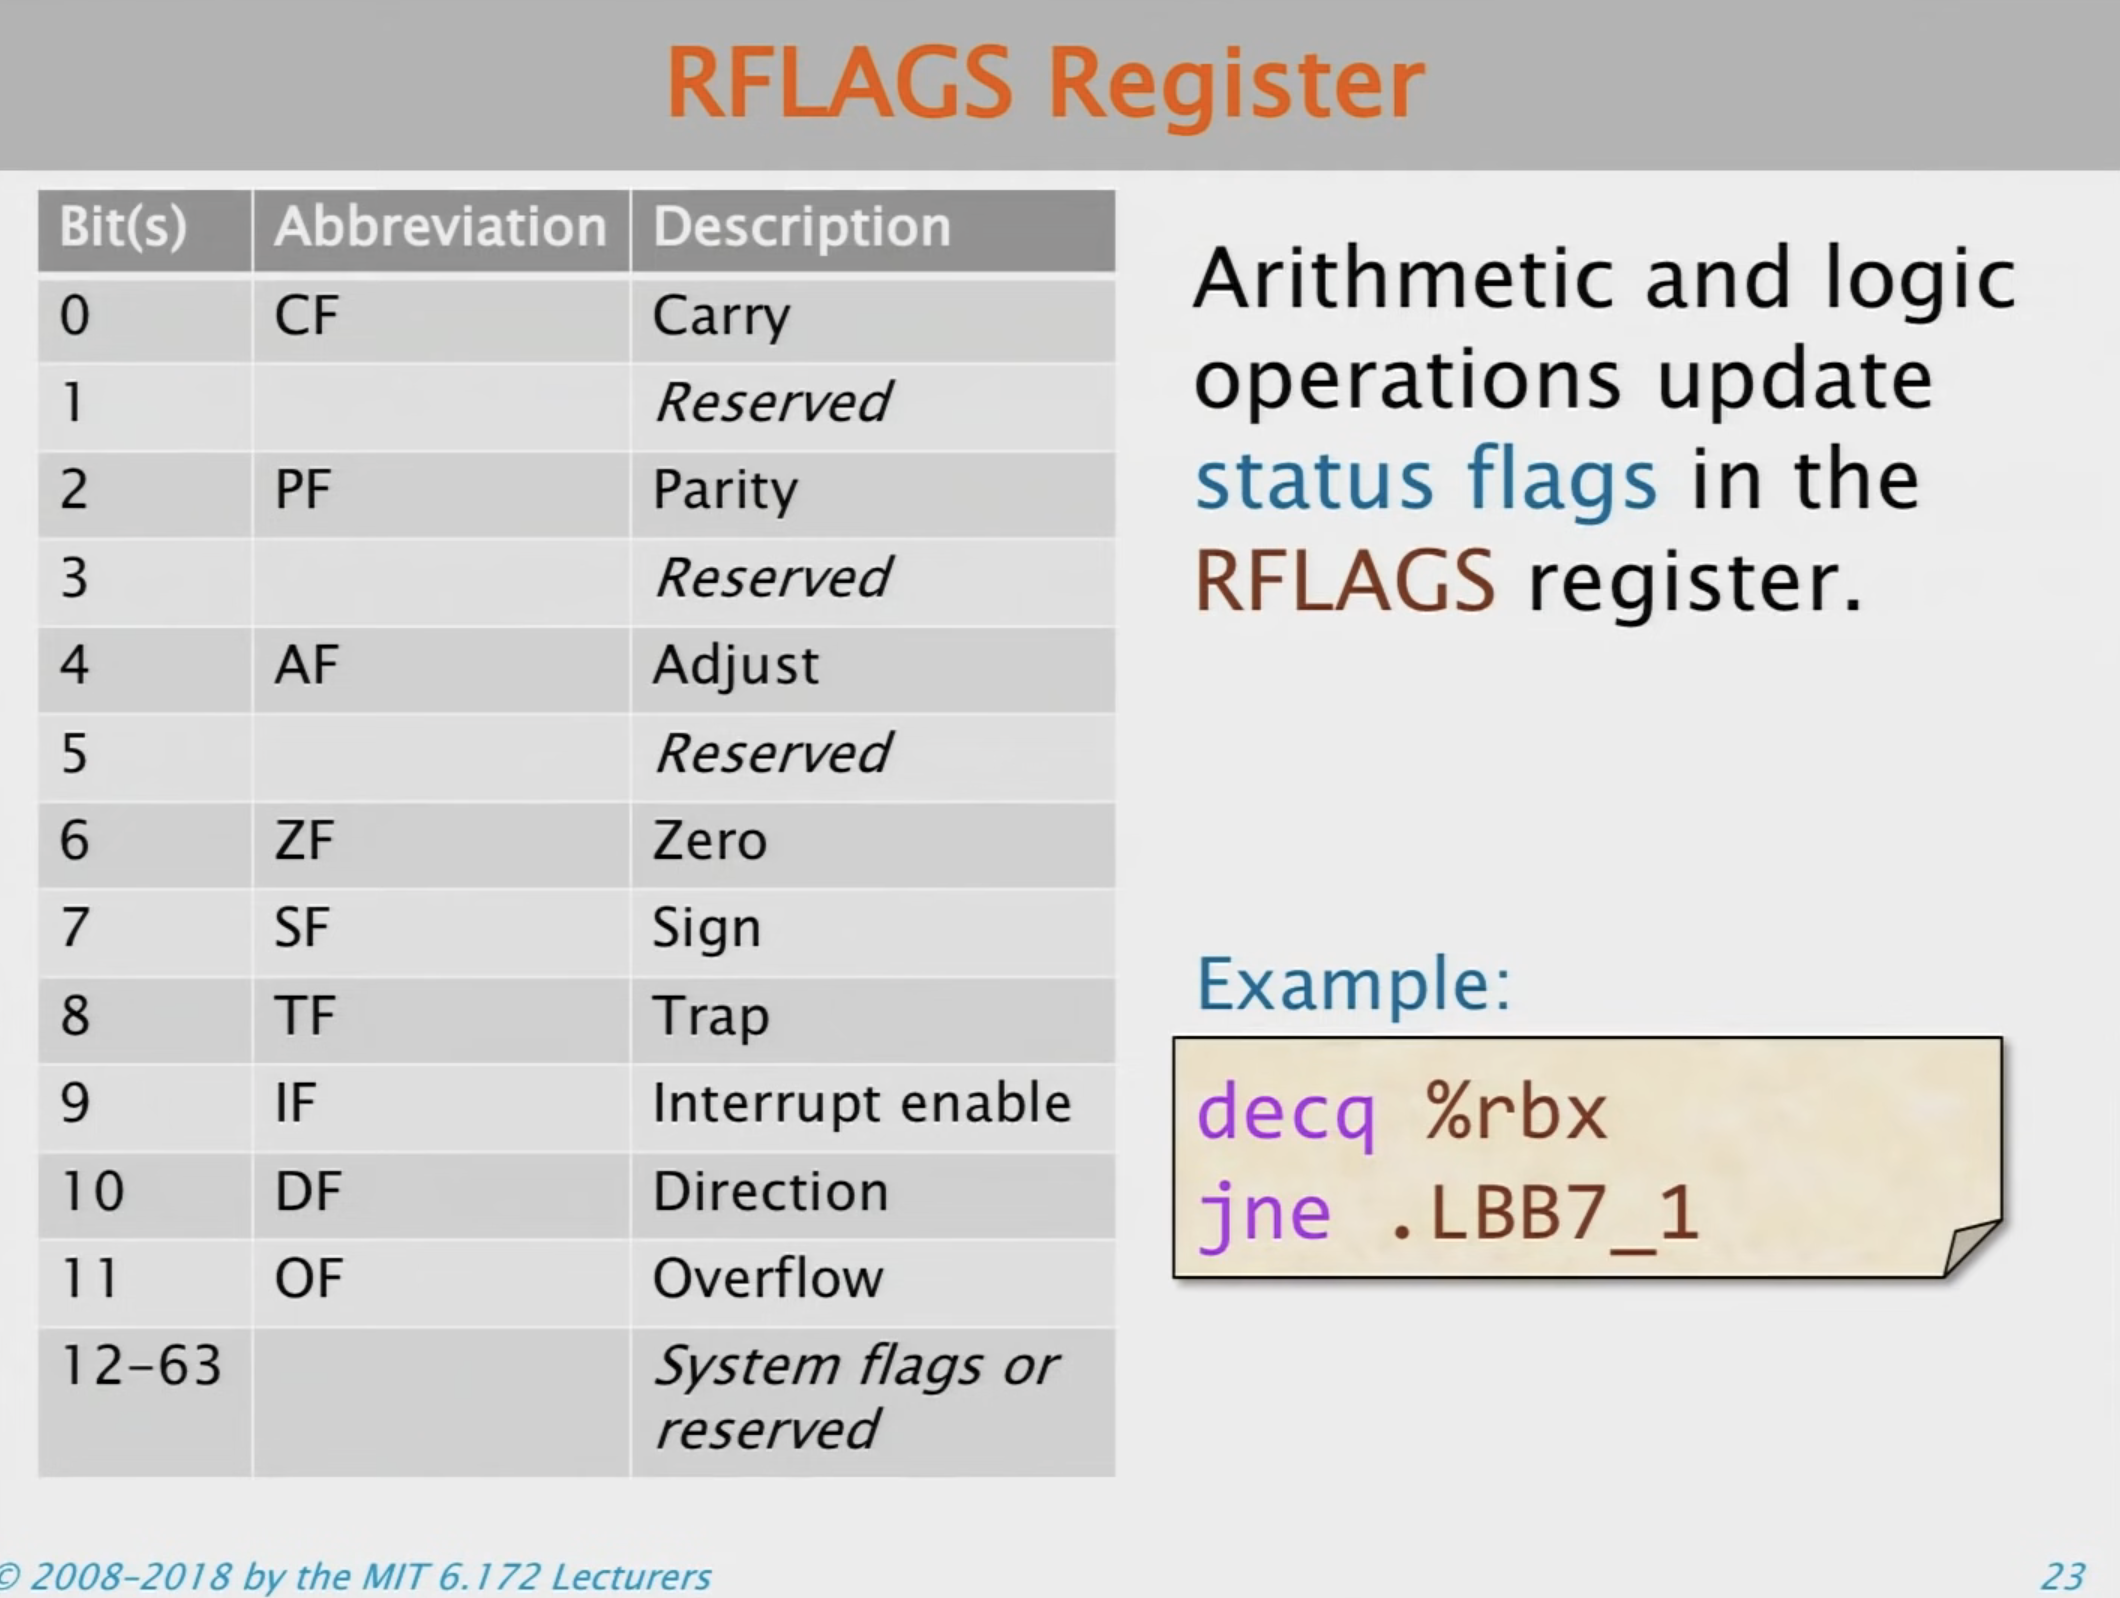 RFLAGS Register
Bit(s) Abbreviation Description
0 CF Carry
1 Reserved
2 PF Parity
3 Reserved
4 AF Adjust
5 Reserved
6 ZF Zero
7 SF Sign
8 TF Trap
9 IF Interrupt enable
10 DF Direction
11 OF Overflow
12-63 System flags or
reserved
Arithmetic and logic
operations update
status flags in the
RFLAGS register.
Example:
decq %rbx
jne .LBB7_1
© 2008-2018 by the MIT 6.172 Lecturers
23